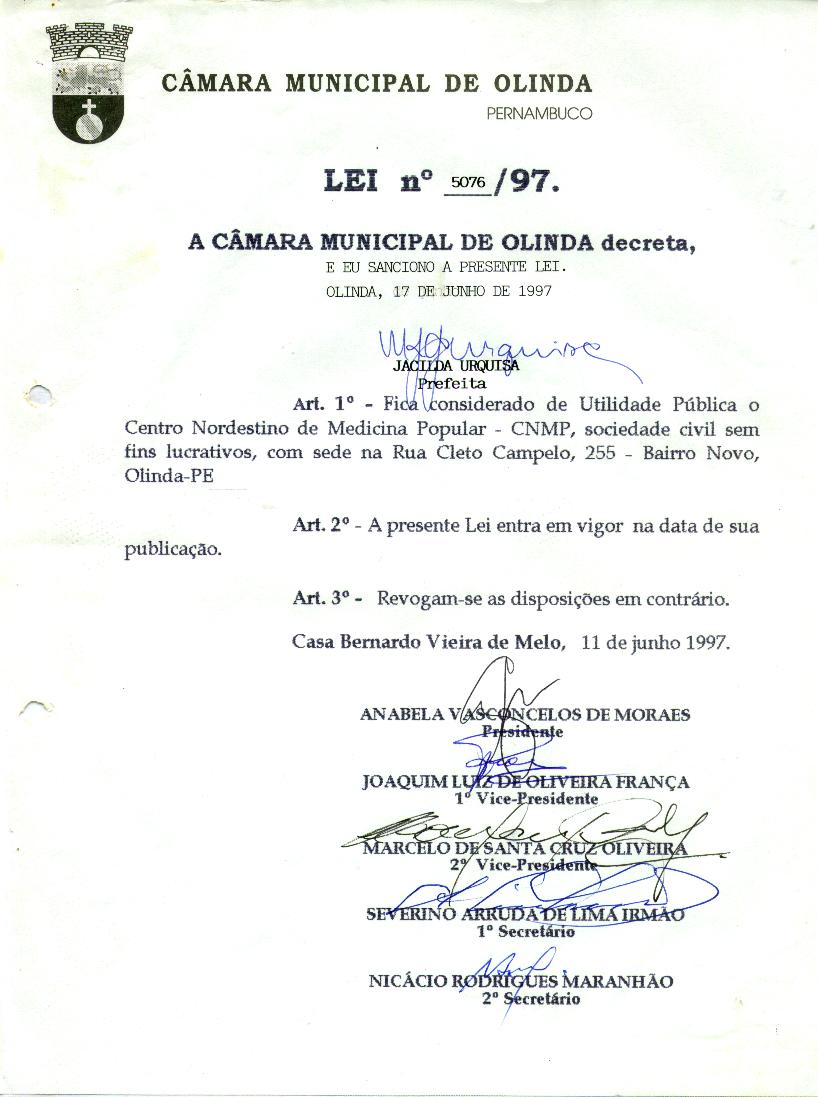 CÂMARA MUNICIPAL DE OLINDA
PERNAMBUCO
LEI nº 5076/97.
A CÂMARA MUNICIPAL DE OLINDA decreta,
E EU SANCIONO A PRESENTE LEI.
OLINDA, 17 DE JUNHO DE 1997
JACILDA URQUISA
Prefeita
Art. 1º - Fica considerado de Utilidade Pública o
Centro Nordestino de Medicina Popular - CNMP, sociedade civil sem
fins lucrativos, com sede na Rua Cleto Campelo, 255 - Bairro Novo,
Olinda-PE
Art. 2º - A presente Lei entra em vigor na data de sua
publicação.
Art. 3º - Revogam-se as disposições em contrário.
Casa Bernardo Vieira de Melo, 11 de junho 1997.
ANABELA VASCONCELOS DE MORAES
Presidente
JOAQUIM LUIZ DE OLIVEIRA FRANÇA
1º Vice-Presidente
MARCELO DE SANTA CRUZ OLIVEIRA
2º Vice-Presidente
SEVERINO ARRUDA DE LIMA IRMÃO
1º Secretário
NICÁCIO RODRIGUES MARANHÃO
2º Secretário